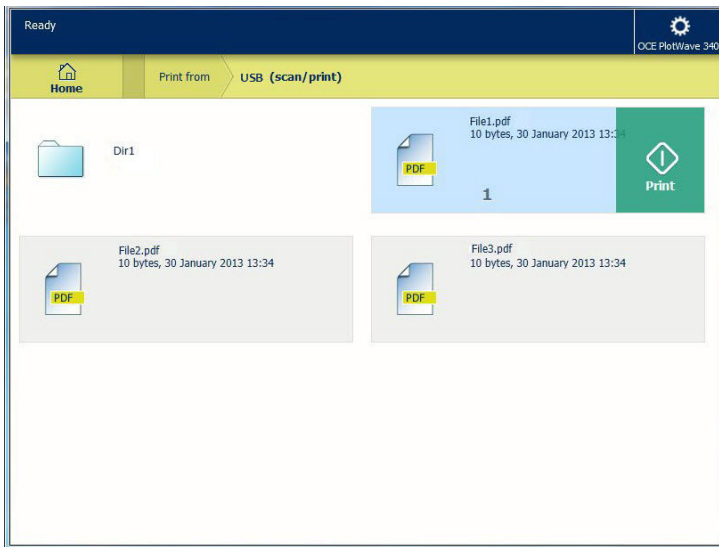 Ready
OCE PlotWave 340
Home
Print from
USB (scan/print)
Dir1
File1.pdf
10 bytes, 30 January 2013 13:34
PDF
1
Print
File2.pdf
10 bytes, 30 January 2013 13:34
PDF
File3.pdf
10 bytes, 30 January 2013 13:34
PDF